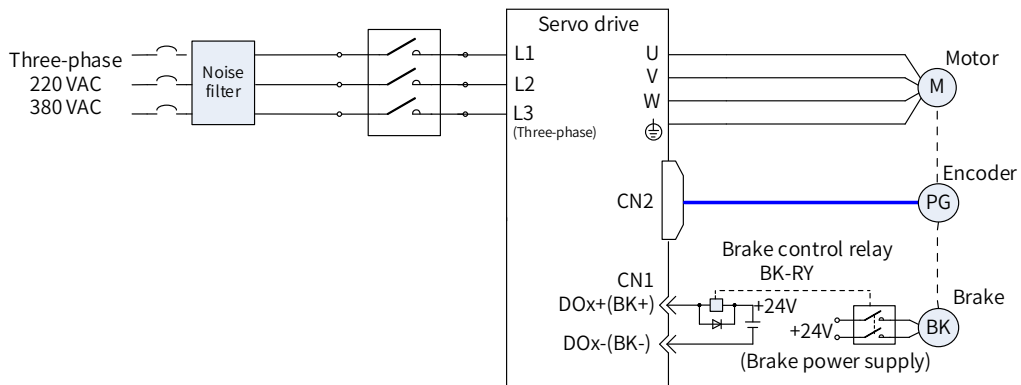 Servo drive
Three-phase
220 VAC
380 VAC
Noise
filter
L1
L2
L3
(Three-phase)
U
V
W
Motor
M
Encoder
CN2
PG
Brake control relay
BK-RY
CN1
DOx+(BK+)
+24V
Brake
+24V
BK
DOx-(BK-)
(Brake power supply)